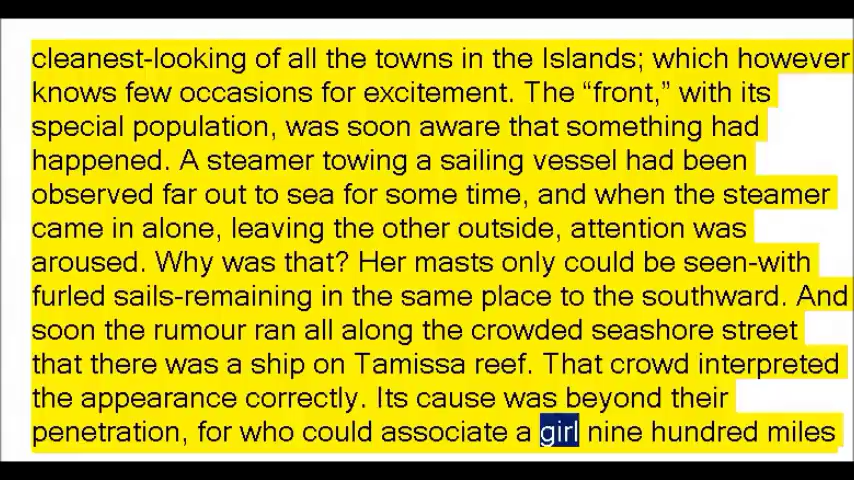 cleanest-looking of all the towns in the Islands; which however
knows few occasions for excitement. The “front,” with its
special population, was soon aware that something had
happened. A steamer towing a sailing vessel had been
observed far out to sea for some time, and when the steamer
came in alone, leaving the other outside, attention was
aroused. Why was that? Her masts only could be seen-with
furled sails-remaining in the same place to the southward. And
soon the rumour ran all along the crowded seashore street
that there was a ship on Tamissa reef. That crowd interpreted
the appearance correctly. Its cause was beyond their
penetration, for who could associate a girl nine hundred miles